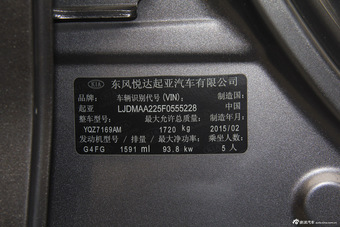 KIA 东风悦达起亚汽车有限公司
品牌: 车辆识别代号(VIN): 制造国:
起亚 LJDMAA225F0555228 中国
整车型号: 最大允许总质量: 制造年月:
YQZ7169AM 1720 kg 2015/02
发动机型号/排量/最大净功率: 乘坐人数:
G4FG 1591 ml 93.8 kw 5人